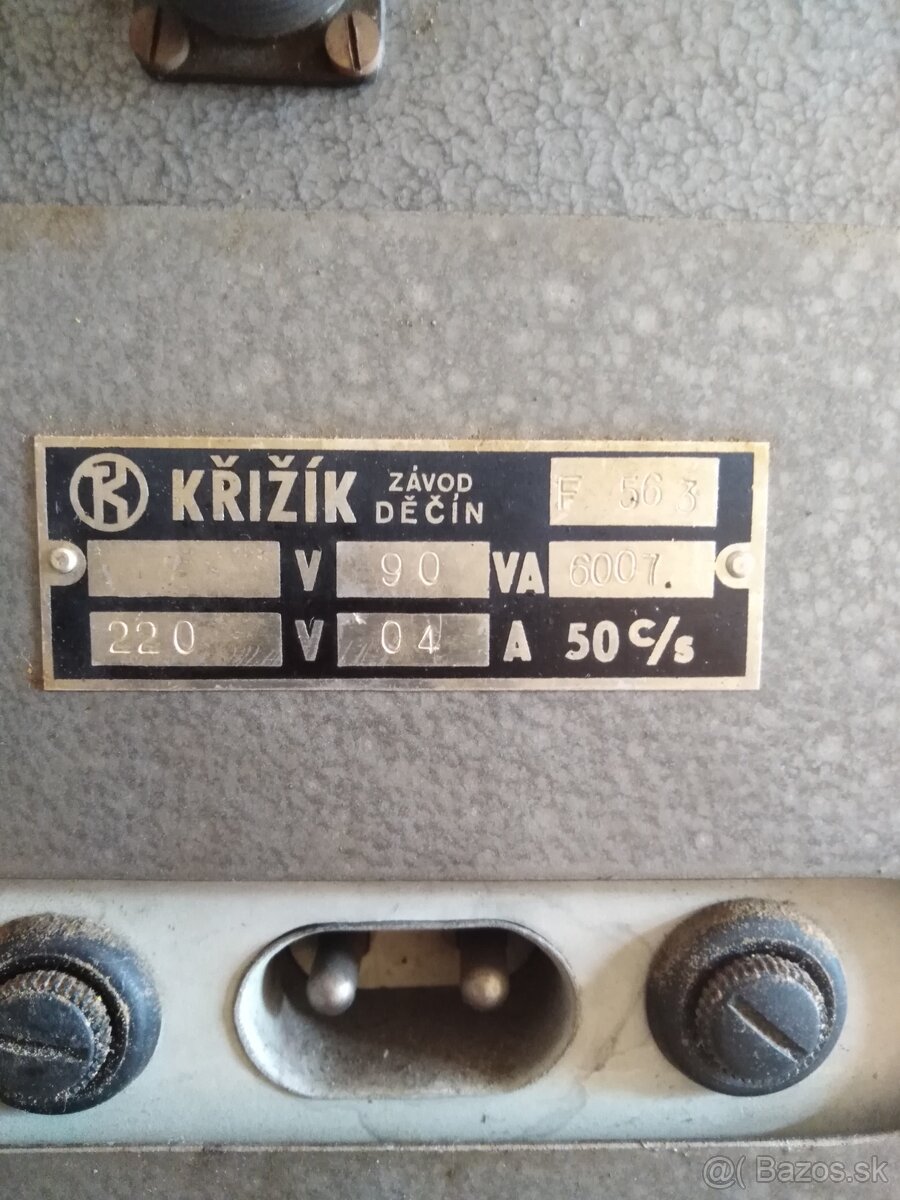 KŘIŽÍK ZÁVOD DĚČÍN F 563
V 90 VA 6007.
220 V 04 A 50 c/s
@( Bazos.sk